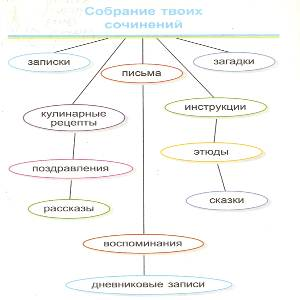 Собрание твоих
сочинений
записки
письма
загадки
кулинарные
рецепты
инструкции
поздравления
этюды
рассказы
сказки
воспоминания
дневниковые записи